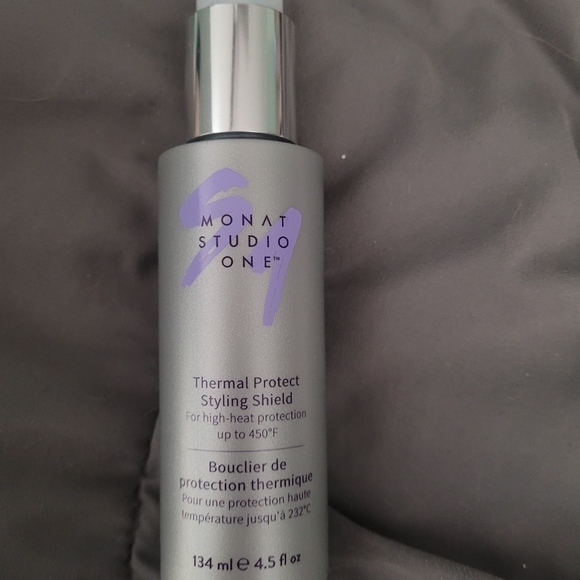 MONAT
STUDIO
ONE™
Thermal Protect
Styling Shield
For high-heat protection
up to 450°F
Bouclier de
protection thermique
Pour une protection haute
température jusqu'à 232°C
134 ml e 4.5 fl oz